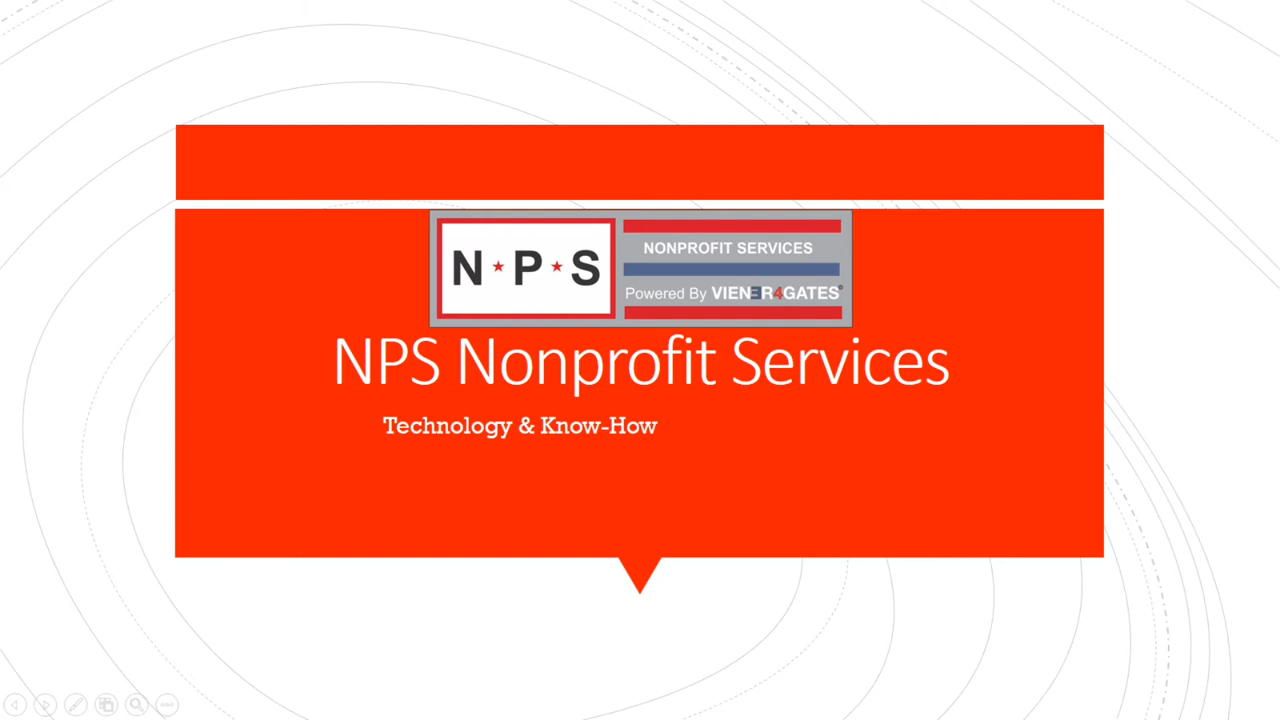 N★P★S
NONPROFIT SERVICES
Powered By VIENER4GATES
NPS Nonprofit Services
Technology & Know-How